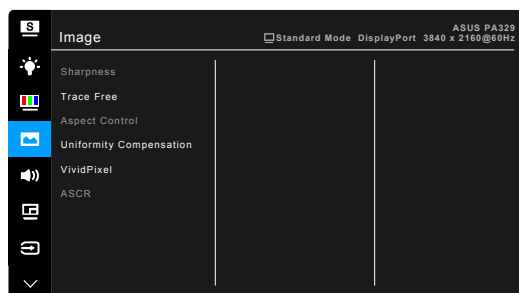 S
Image
ASUS PA329
Standard Mode DisplayPort 3840 x 2160@60Hz
Sharpness
Trace Free
Aspect Control
Uniformity Compensation
VividPixel
ASCR